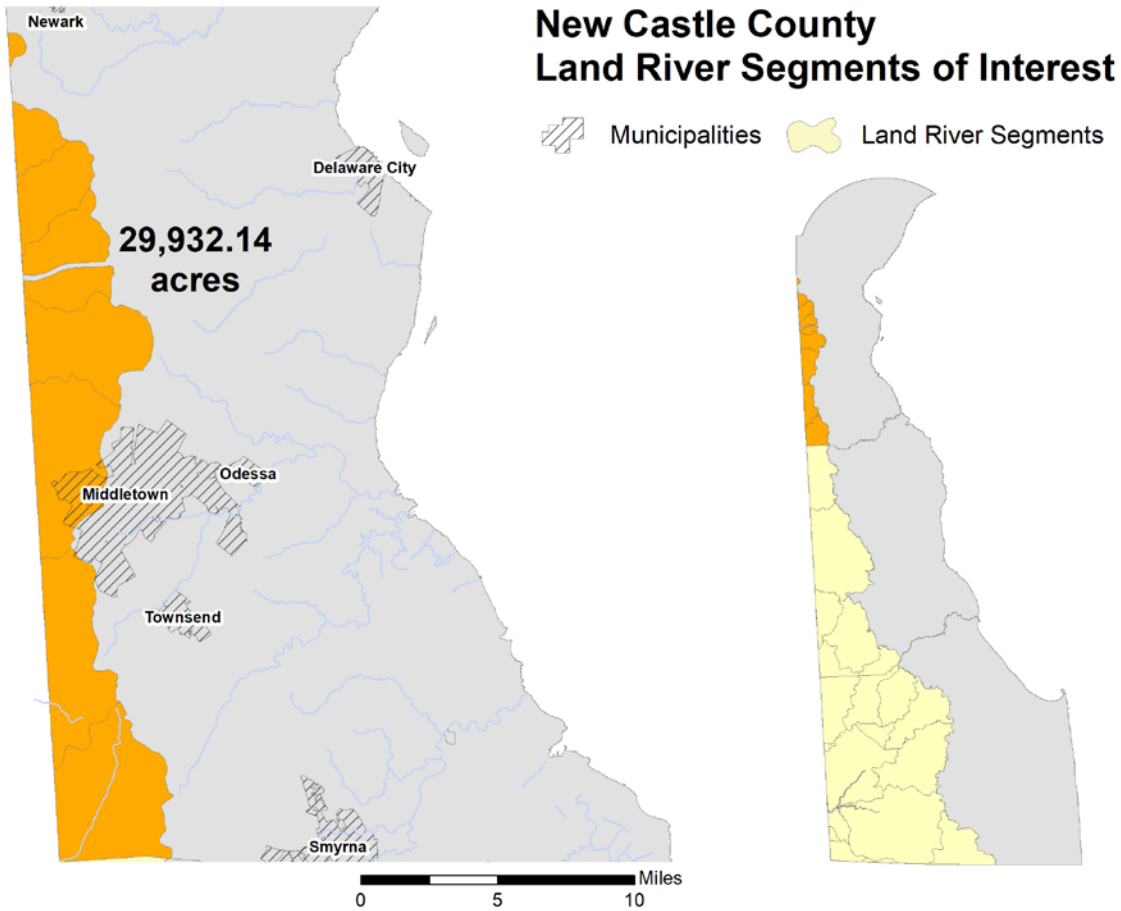 New Castle County
Land River Segments of Interest
Municipalities
Land River Segments
Newark
Delaware City
29,932.14
acres
Odessa
Middletown
Townsend
Smyrna
Miles
0 5 10